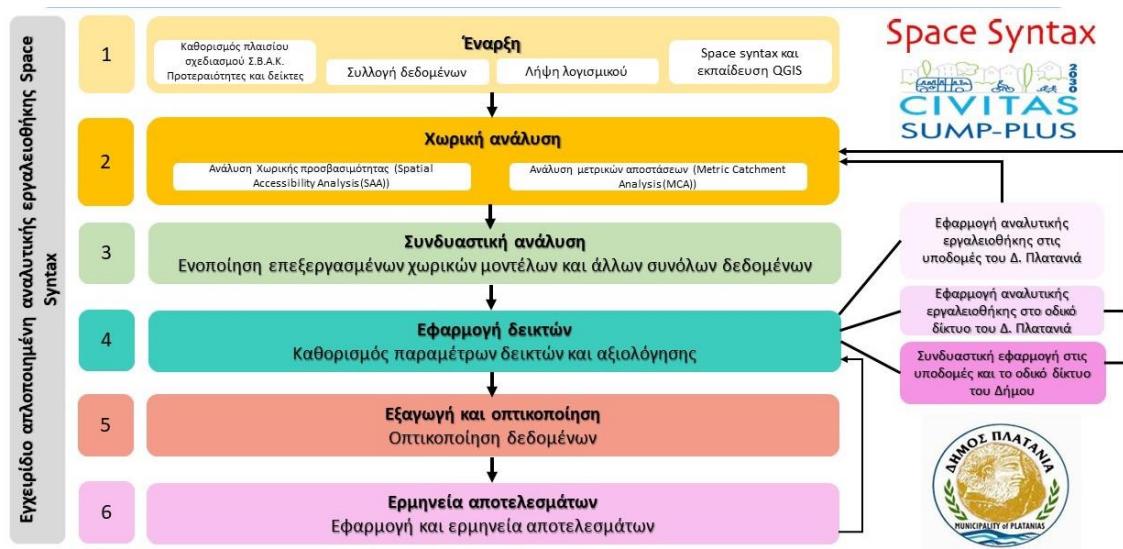 Εγχειρίδιο απλοποιημένη αναλυτικής εργαλειοθήκης Space
Syntax
1
Έναρξη
Καθορισμός πλαισίου
σχεδιασμού Σ.Β.Α.Κ.
Προτεραιότητες και δείκτες
Συλλογή δεδομένων
Λήψη λογισμικού
Space syntax και
εκπαίδευση QGIS
2
Χωρική ανάλυση
Ανάλυση Χωρικής προσβασιμότητας (Spatial
Accessibility Analysis(SAA))
Ανάλυση μετρικών αποστάσεων (Metric Catchment
Analysis(MCA))
3
Συνδυαστική ανάλυση
Ενοποίηση επεξεργασμένων χωρικών μοντέλων και άλλων συνόλων δεδομένων
4
Εφαρμογή δεικτών
Καθορισμός παραμέτρων δεικτών και αξιολόγησης
5
Εξαγωγή και οπτικοποίηση
Οπτικοποίηση δεδομένων
6
Ερμηνεία αποτελεσμάτων
Εφαρμογή και ερμηνεία αποτελεσμάτων
Space Syntax
2030
CIVITAS
SUMP-PLUS
Εφαρμογή αναλυτικής
εργαλειοθήκης στις
υποδομές του Δ. Πλατανιά
Εφαρμογή αναλυτικής
εργαλειοθήκης στο οδικό
δίκτυο του Δ. Πλατανιά
Συνδυαστική εφαρμογή στις
υποδομές και το οδικό δίκτυο
του Δήμου
ΔΗΜΟΣ ΠΛΑΤΑΝΙΑ
MUNICIPALITY of PLATANIAS